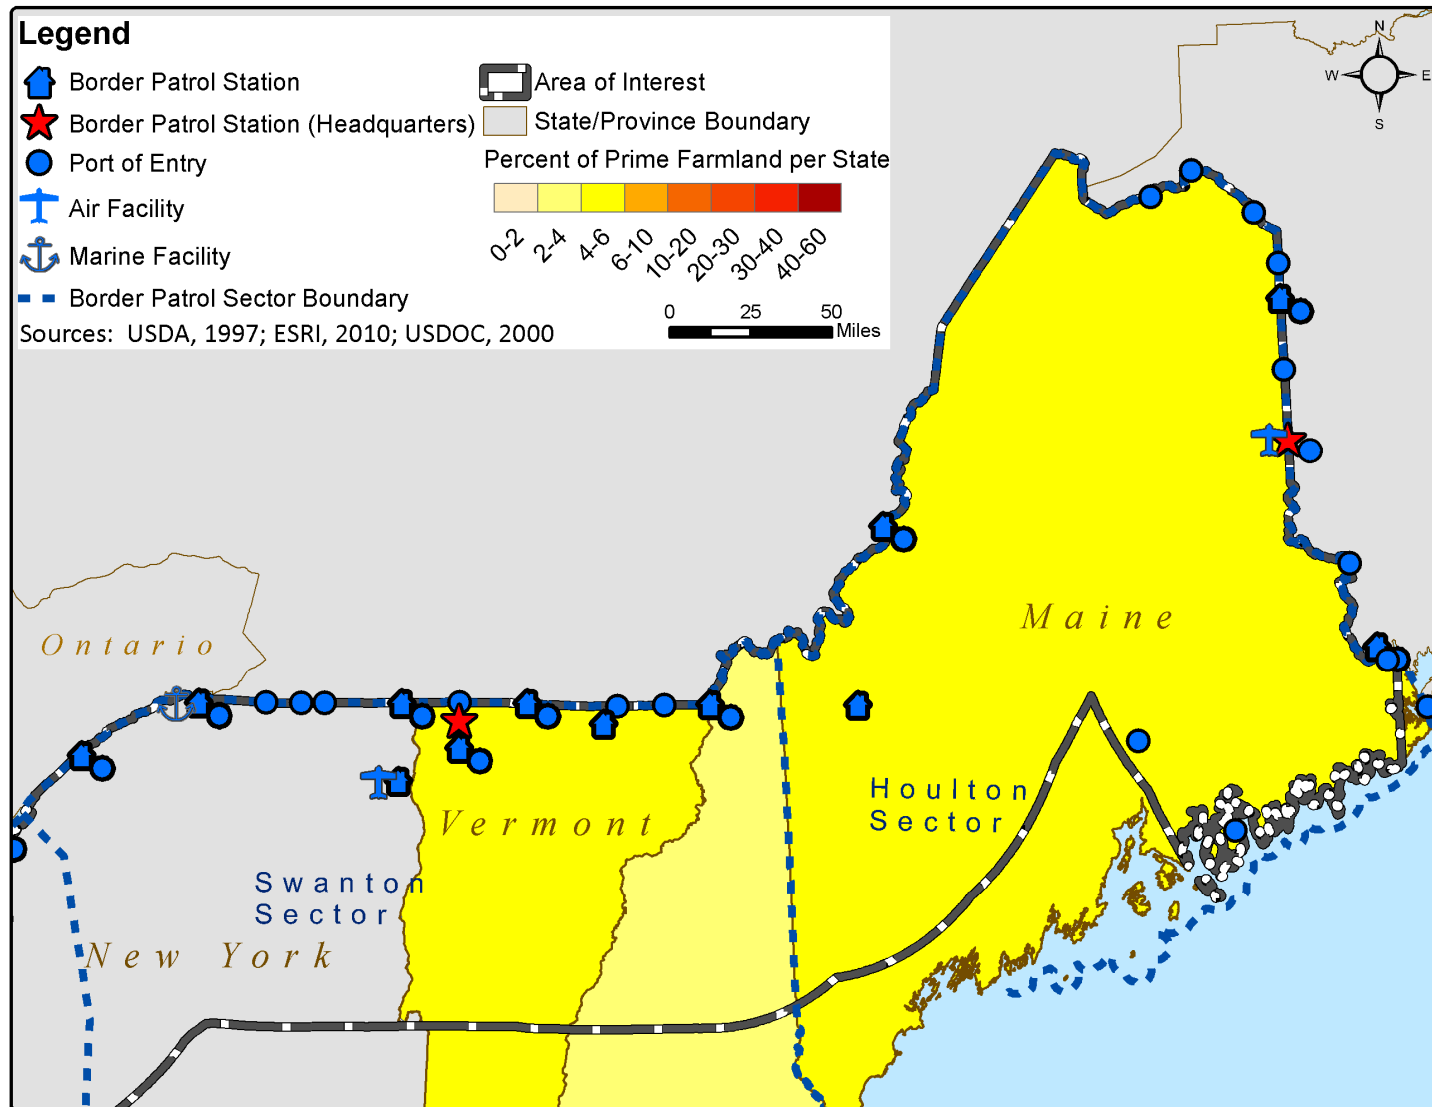 Legend
Border Patrol Station
Border Patrol Station (Headquarters)
Port of Entry
Air Facility
Marine Facility
Border Patrol Sector Boundary
Sources: USDA, 1997; ESRI, 2010; USDOC, 2000
Area of Interest
State/Province Boundary
Percent of Prime Farmland per State
0-2 2-4 4-6 6-10 10-20 20-30 30-40 40-60
0 25 50
Miles
N
W E
S
Ontario
Maine
Houlton
Sector
Vermont
Swanton
Sector
New York